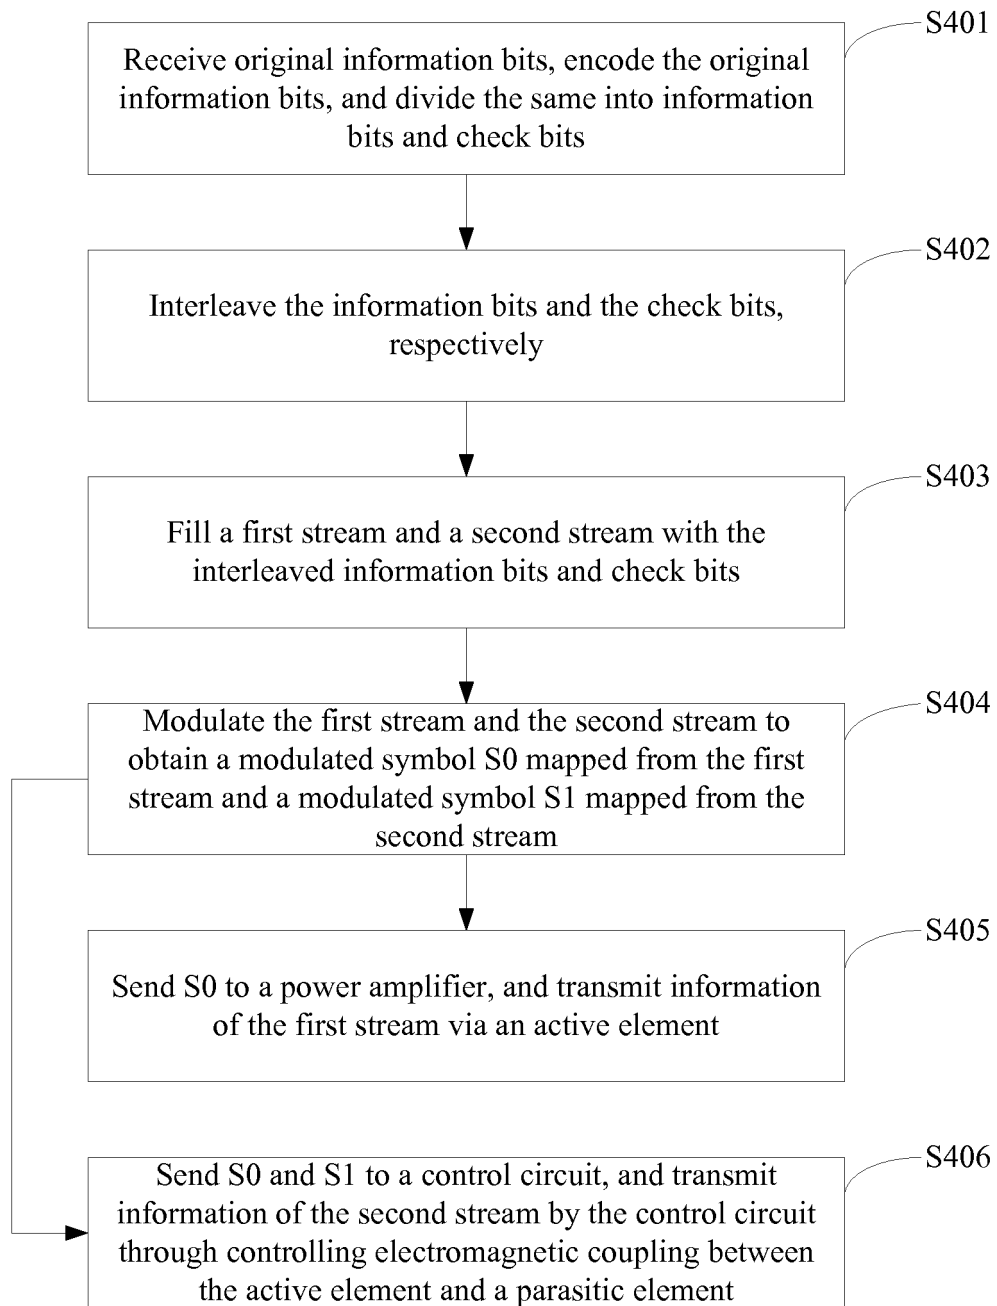 S401
Receive original information bits, encode the original
information bits, and divide the same into information
bits and check bits
S402
Interleave the information bits and the check bits,
respectively
S403
Fill a first stream and a second stream with the
interleaved information bits and check bits
S404
Modulate the first stream and the second stream to
obtain a modulated symbol S0 mapped from the first
stream and a modulated symbol S1 mapped from the
second stream
S405
Send S0 to a power amplifier, and transmit information
of the first stream via an active element
S406
Send S0 and S1 to a control circuit, and transmit
information of the second stream by the control circuit
through controlling electromagnetic coupling between
the active element and a parasitic element